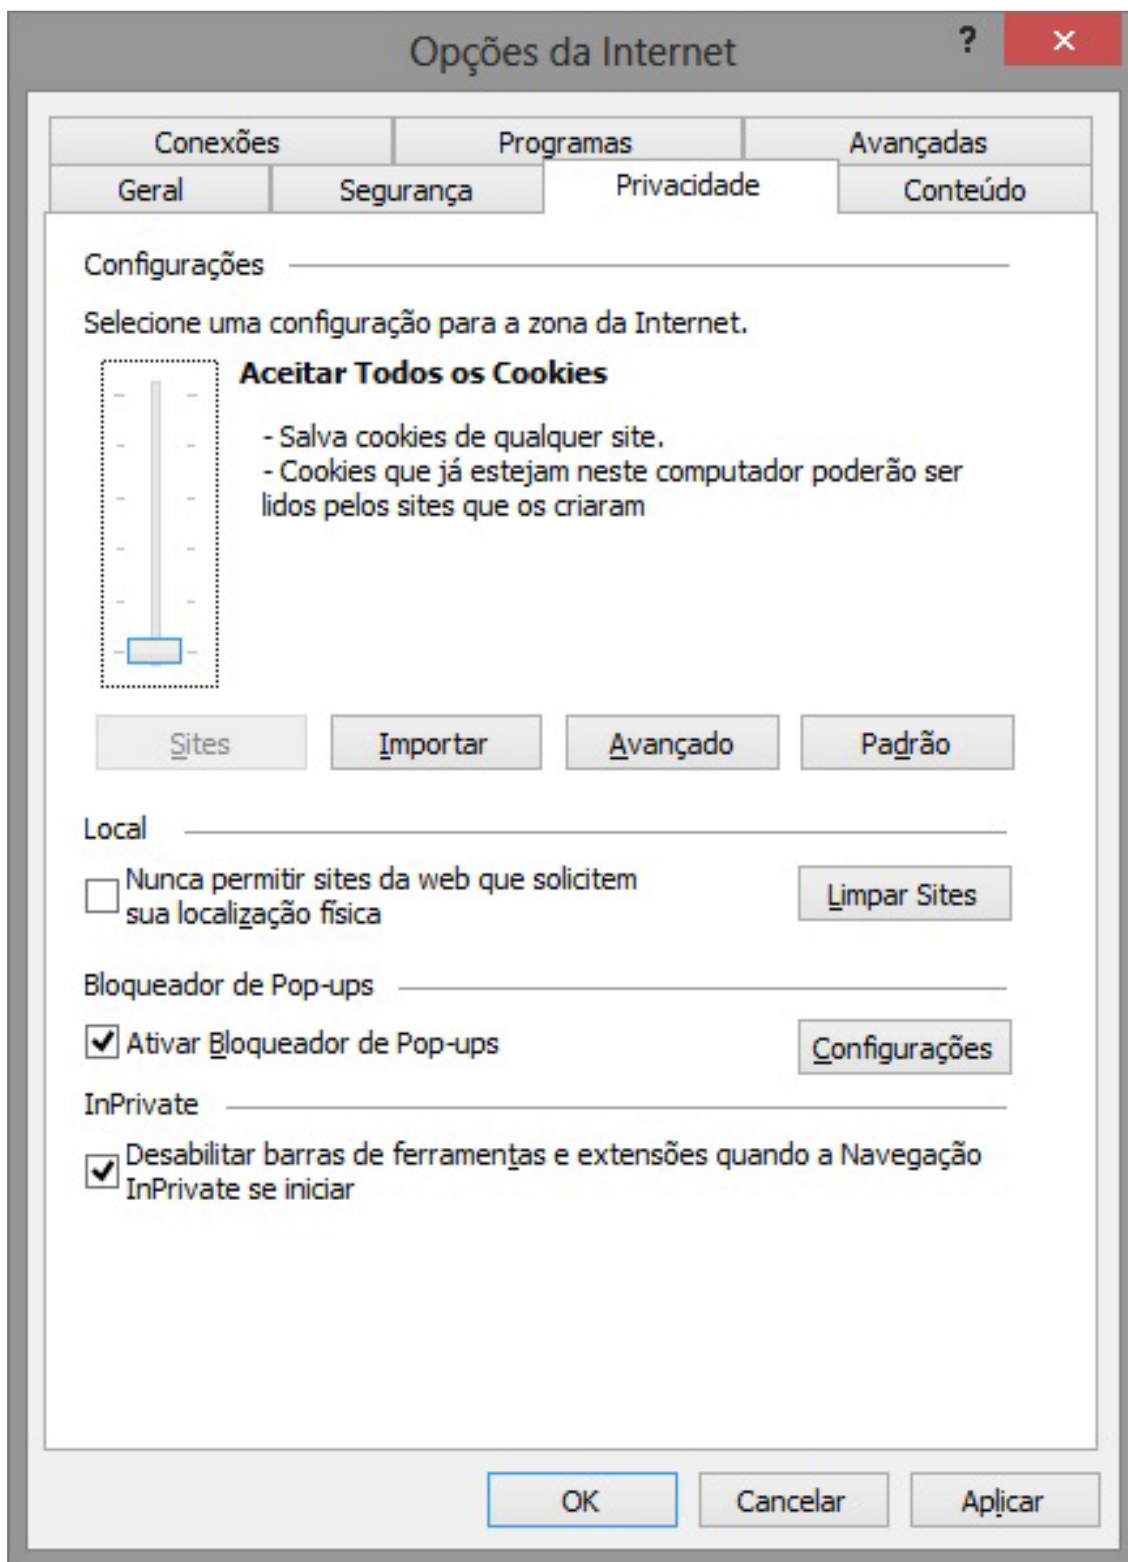 Opções da Internet
?
Conexões
Programas
Avançadas
Geral
Segurança
Privacidade
Conteúdo
Configurações
Selecione uma configuração para a zona da Internet.
Aceitar Todos os Cookies
- Salva cookies de qualquer site.
- Cookies que já estejam neste computador poderão ser
lidos pelos sites que os criaram
Sites
Importar
Avançado
Padrão
Local
Nunca permitir sites da web que solicitem
sua localização física
Limpar Sites
Bloqueador de Pop-ups
Ativar Bloqueador de Pop-ups
Configurações
InPrivate
Desabilitar barras de ferramentas e extensões quando a Navegação
InPrivate se iniciar
OK
Cancelar
Aplicar